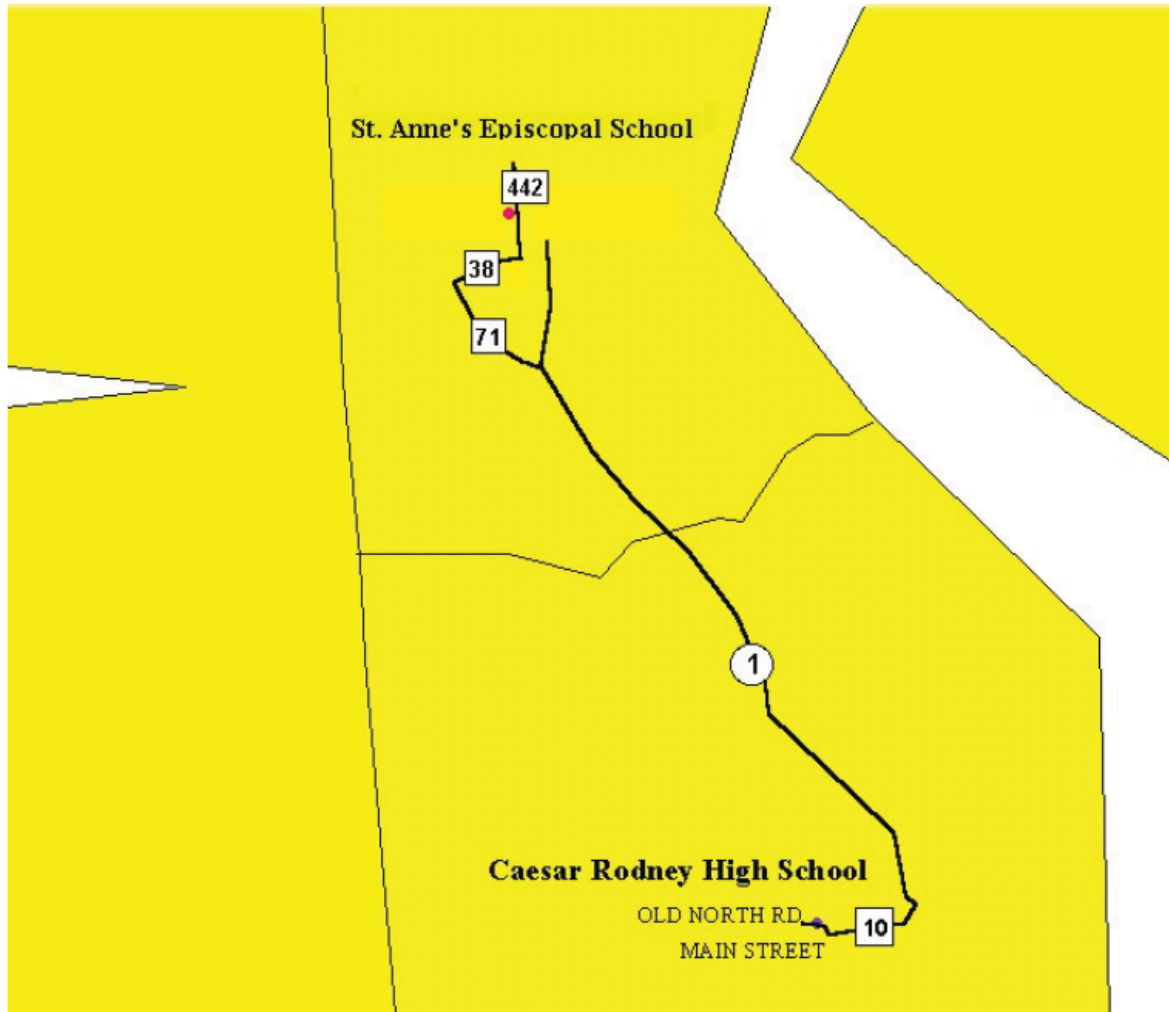 St. Anne's Episcopal School
442
38
71
1
Caesar Rodney High School
OLD NORTH RD
10
MAIN STREET